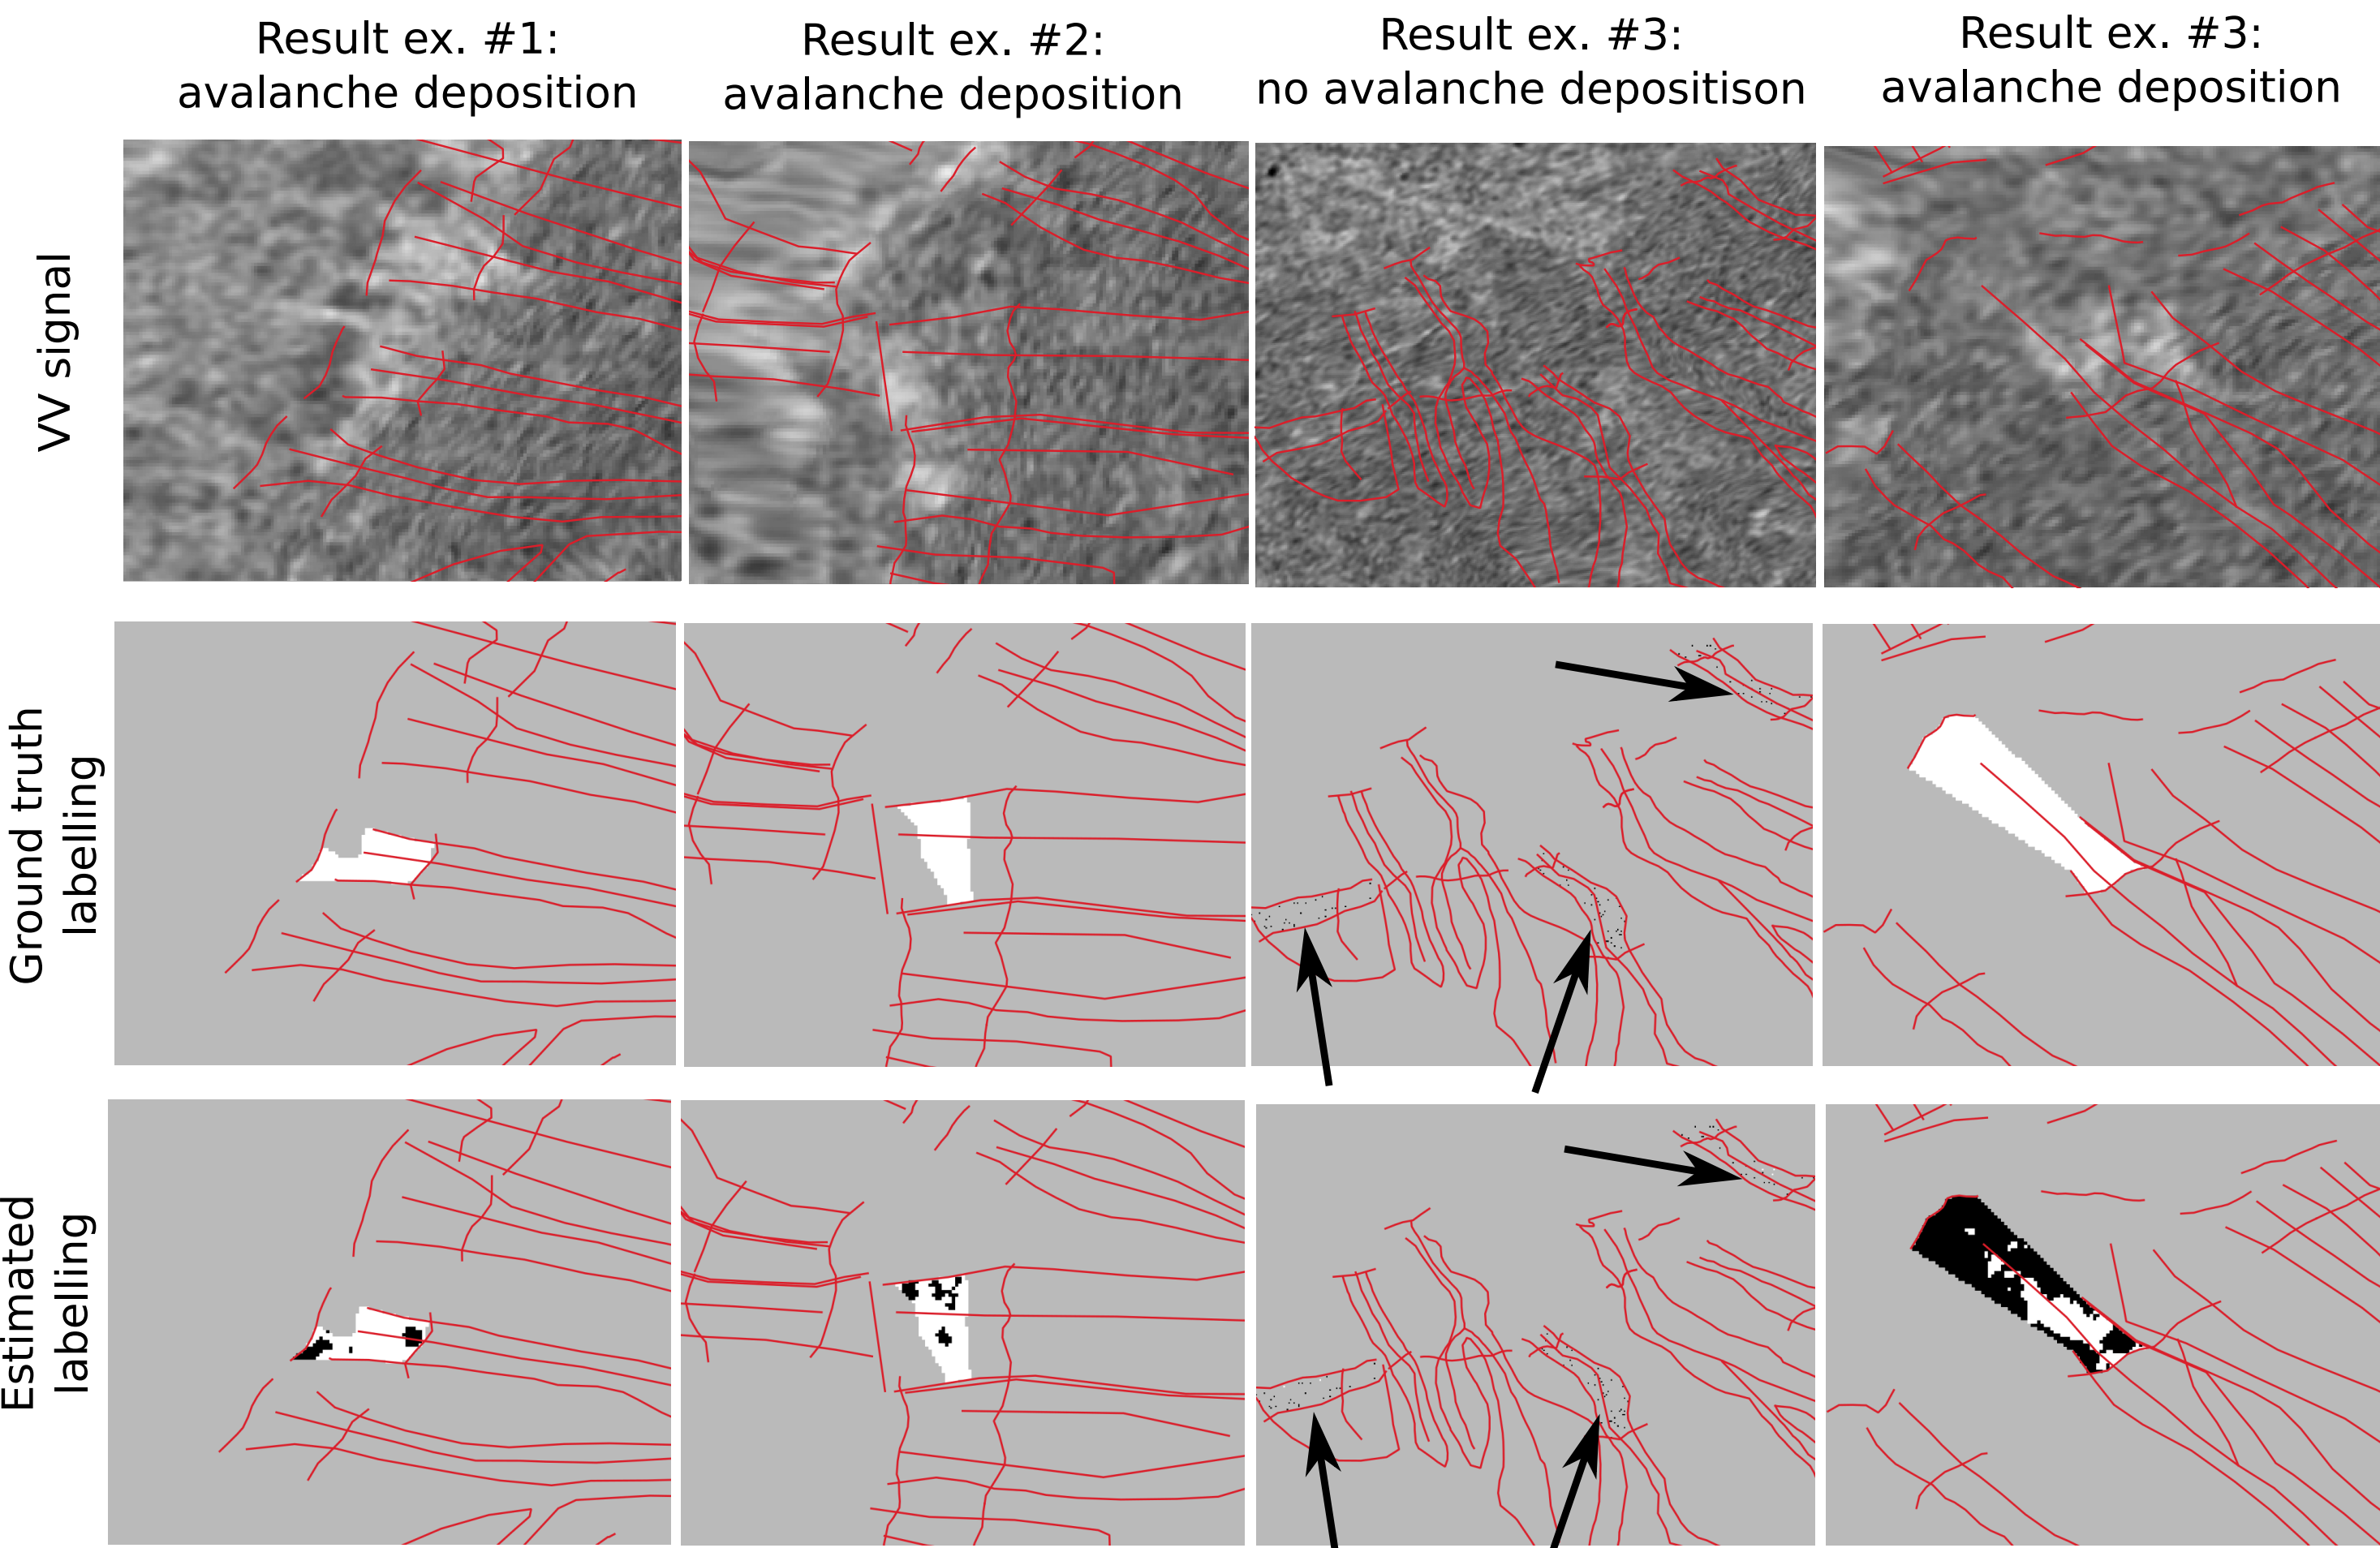 Result ex. #1:
avalanche deposition
Result ex. #2:
avalanche deposition
Result ex. #3:
no avalanche depositison
Result ex. #3:
avalanche deposition
VV signal
Ground truth
labelling
Estimated
labelling